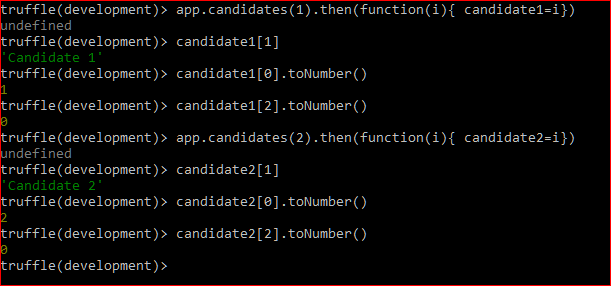 truffle(development)> app.candidates(1).then(function(i){ candidate1=i})
undefined
truffle(development)> candidate1[1]
'Candidate 1'
truffle(development)> candidate1[0].toNumber()
1
truffle(development)> candidate1[2].toNumber()
0
truffle(development)> app.candidates(2).then(function(i){ candidate2=i})
undefined
truffle(development)> candidate2[1]
'Candidate 2'
truffle(development)> candidate2[0].toNumber()
2
truffle(development)> candidate2[2].toNumber()
0
truffle(development)>